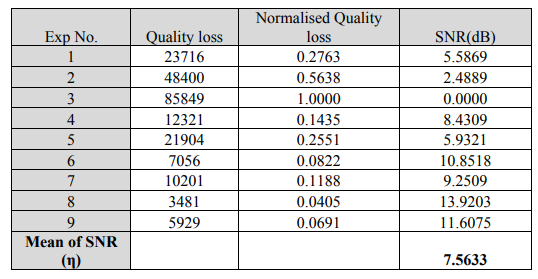 Exp No. Quality loss Normalised Quality loss SNR(dB)
1 23716 0.2763 5.5869
2 48400 0.5638 2.4889
3 85849 1.0000 0.0000
4 12321 0.1435 8.4309
5 21904 0.2551 5.9321
6 7056 0.0822 10.8518
7 10201 0.1188 9.2509
8 3481 0.0405 13.9203
9 5929 0.0691 11.6075
Mean of SNR (η) 7.5633